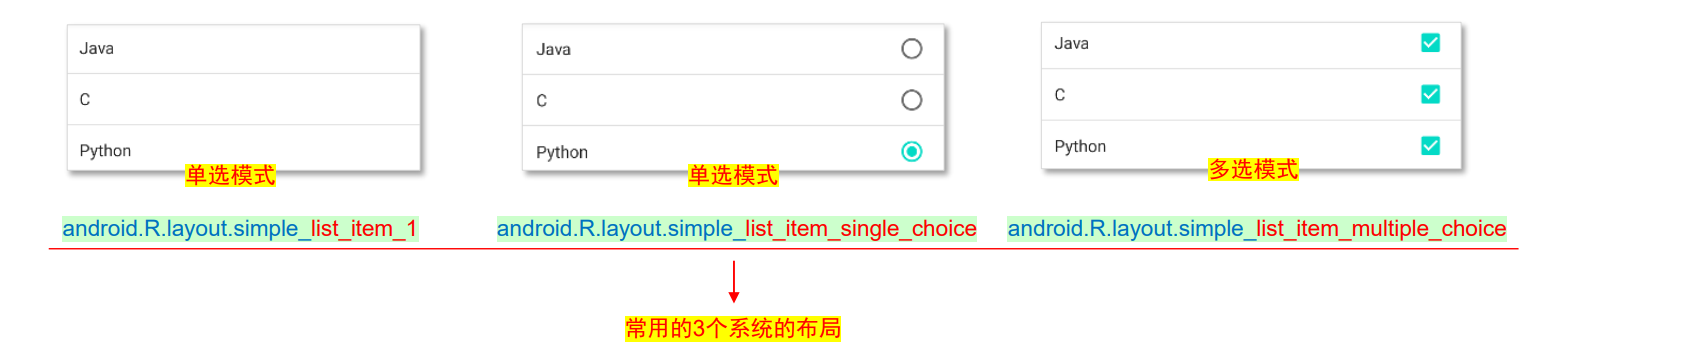 Java
C
Python
单选模式
android.R.layout.simple_list_item_1
Java
C
Python
单选模式
android.R.layout.simple_list_item_single_choice
Java
C
Python
多选模式
android.R.layout.simple_list_item_multiple_choice
常用的3个系统的布局